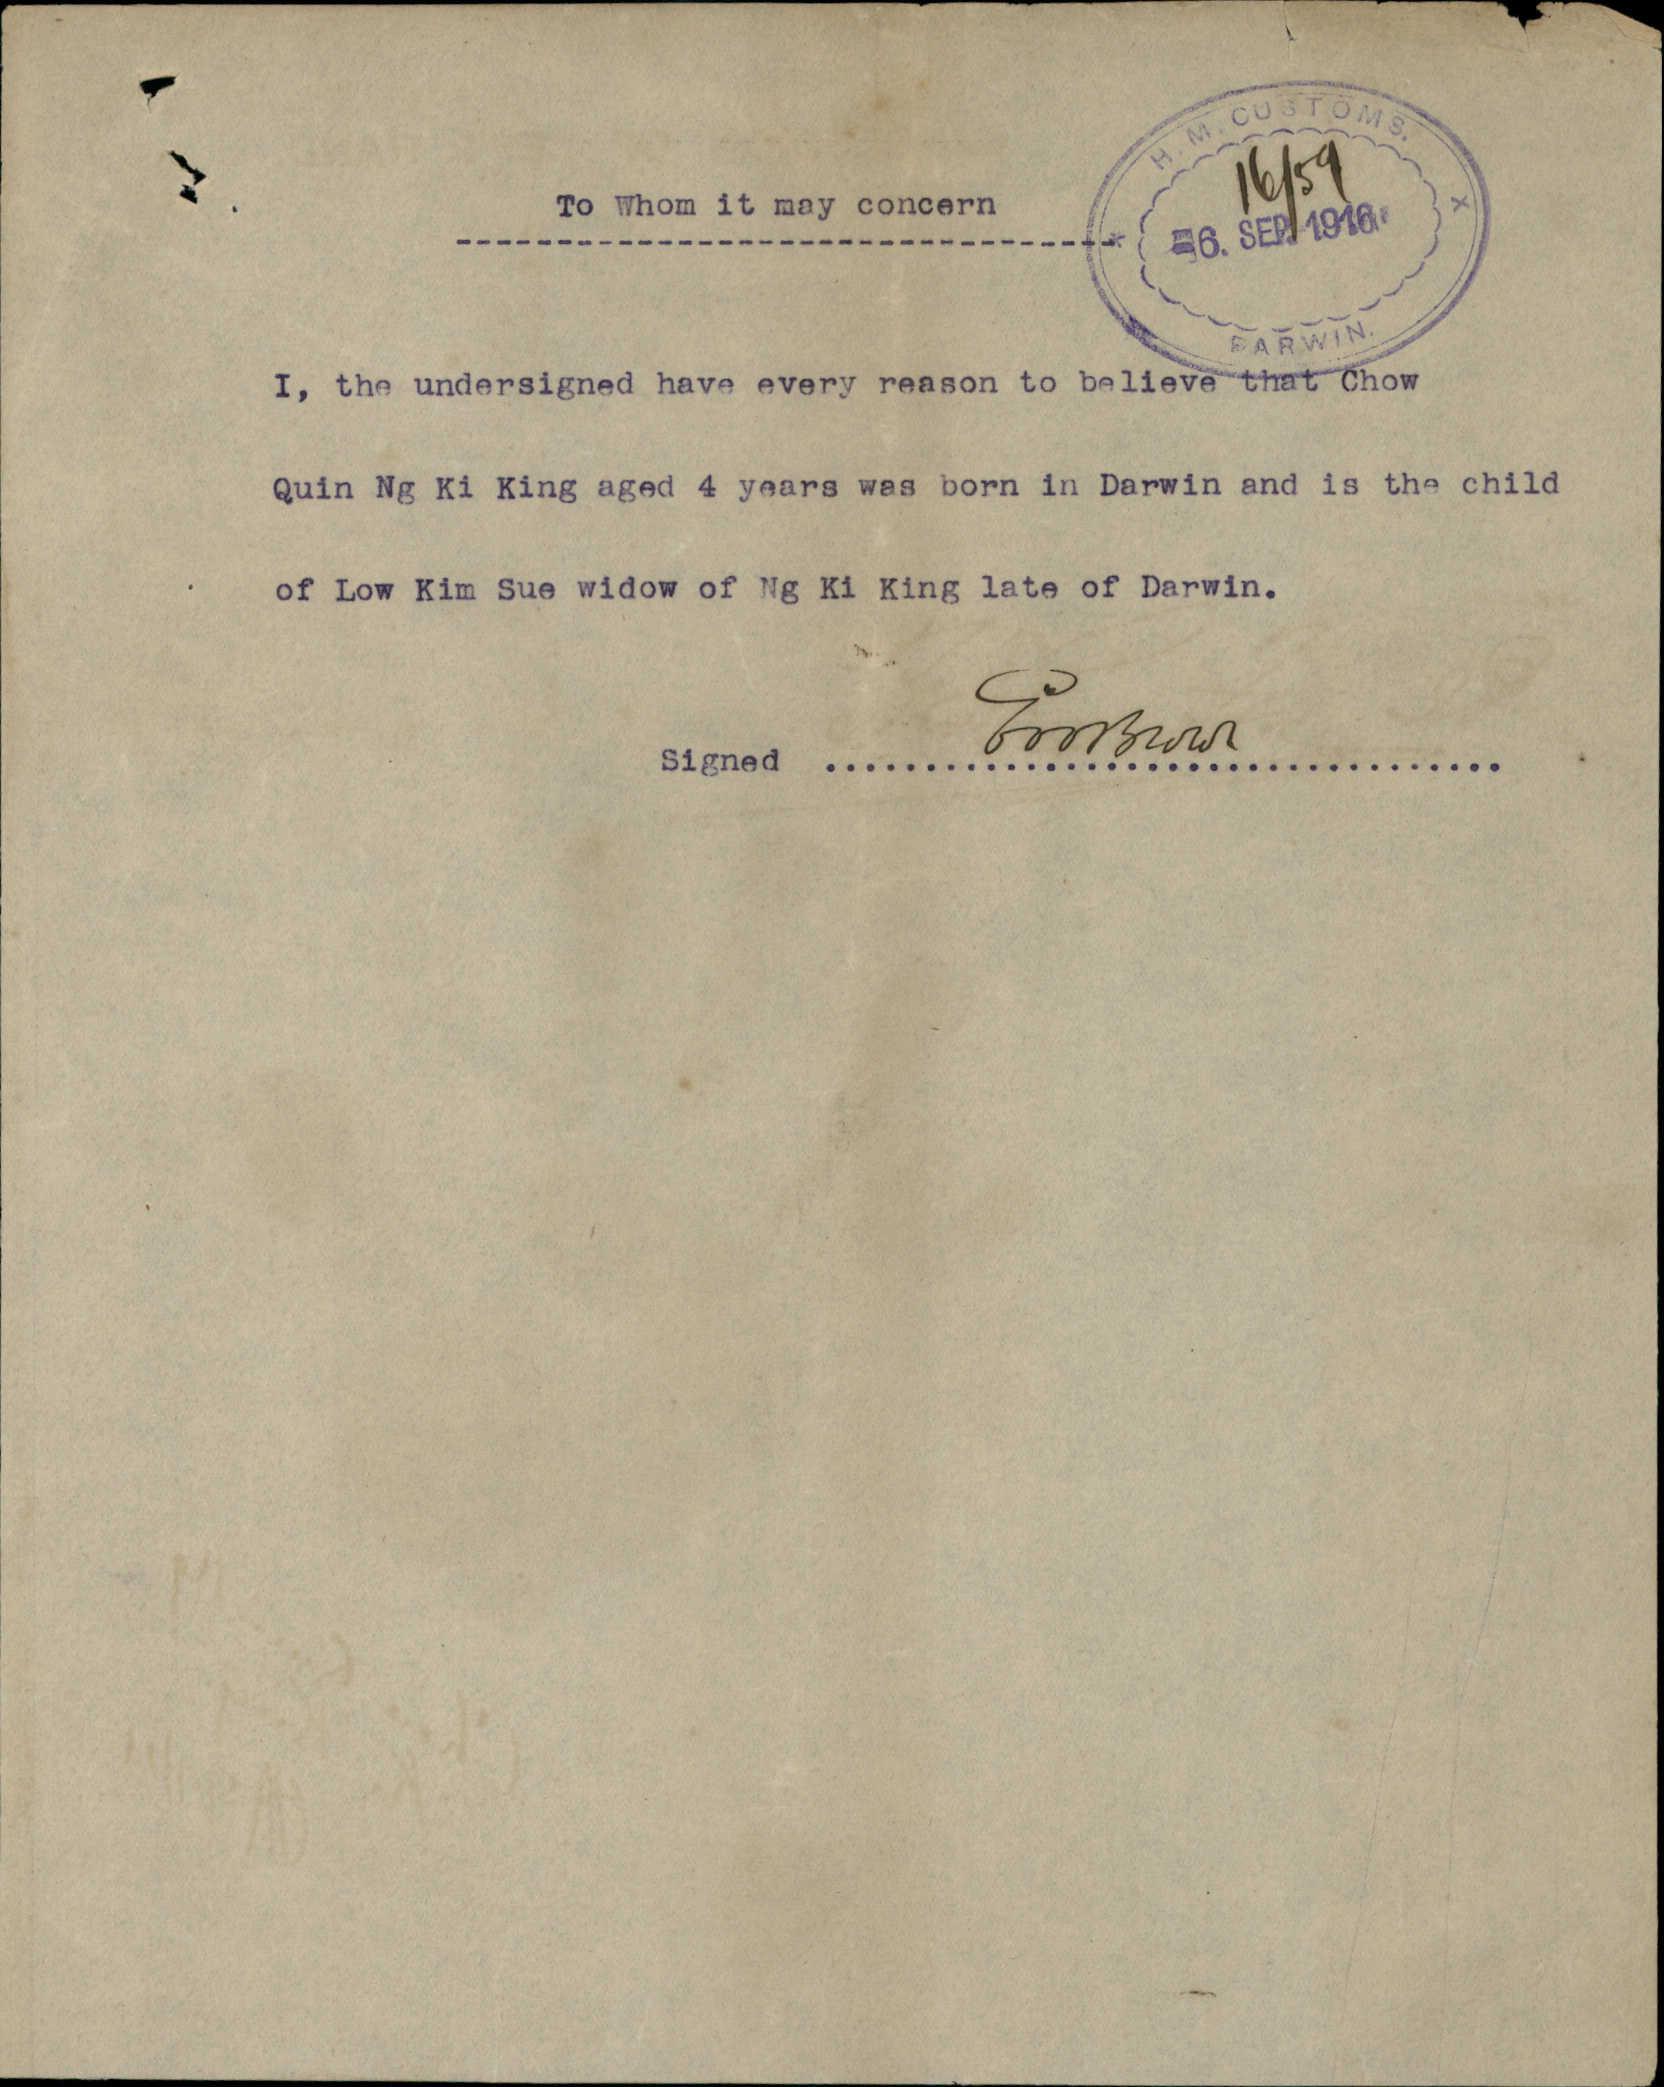 H. M. CUSTOMS.
16/59
6. SEP. 1916
DARWIN.
To Whom it may concern
---------------------------------
I, the undersigned have every reason to believe that Chow
Quin Ng Ki King aged 4 years was born in Darwin and is the child
of Low Kim Sue widow of Ng Ki King late of Darwin.
Brown
Signed ..................................